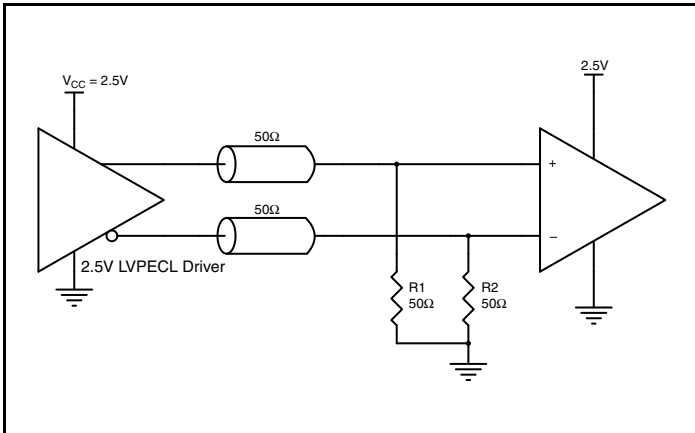 V_CC = 2.5V
2.5V
50Ω
+
50Ω
−
2.5V LVPECL Driver
R1
50Ω
R2
50Ω